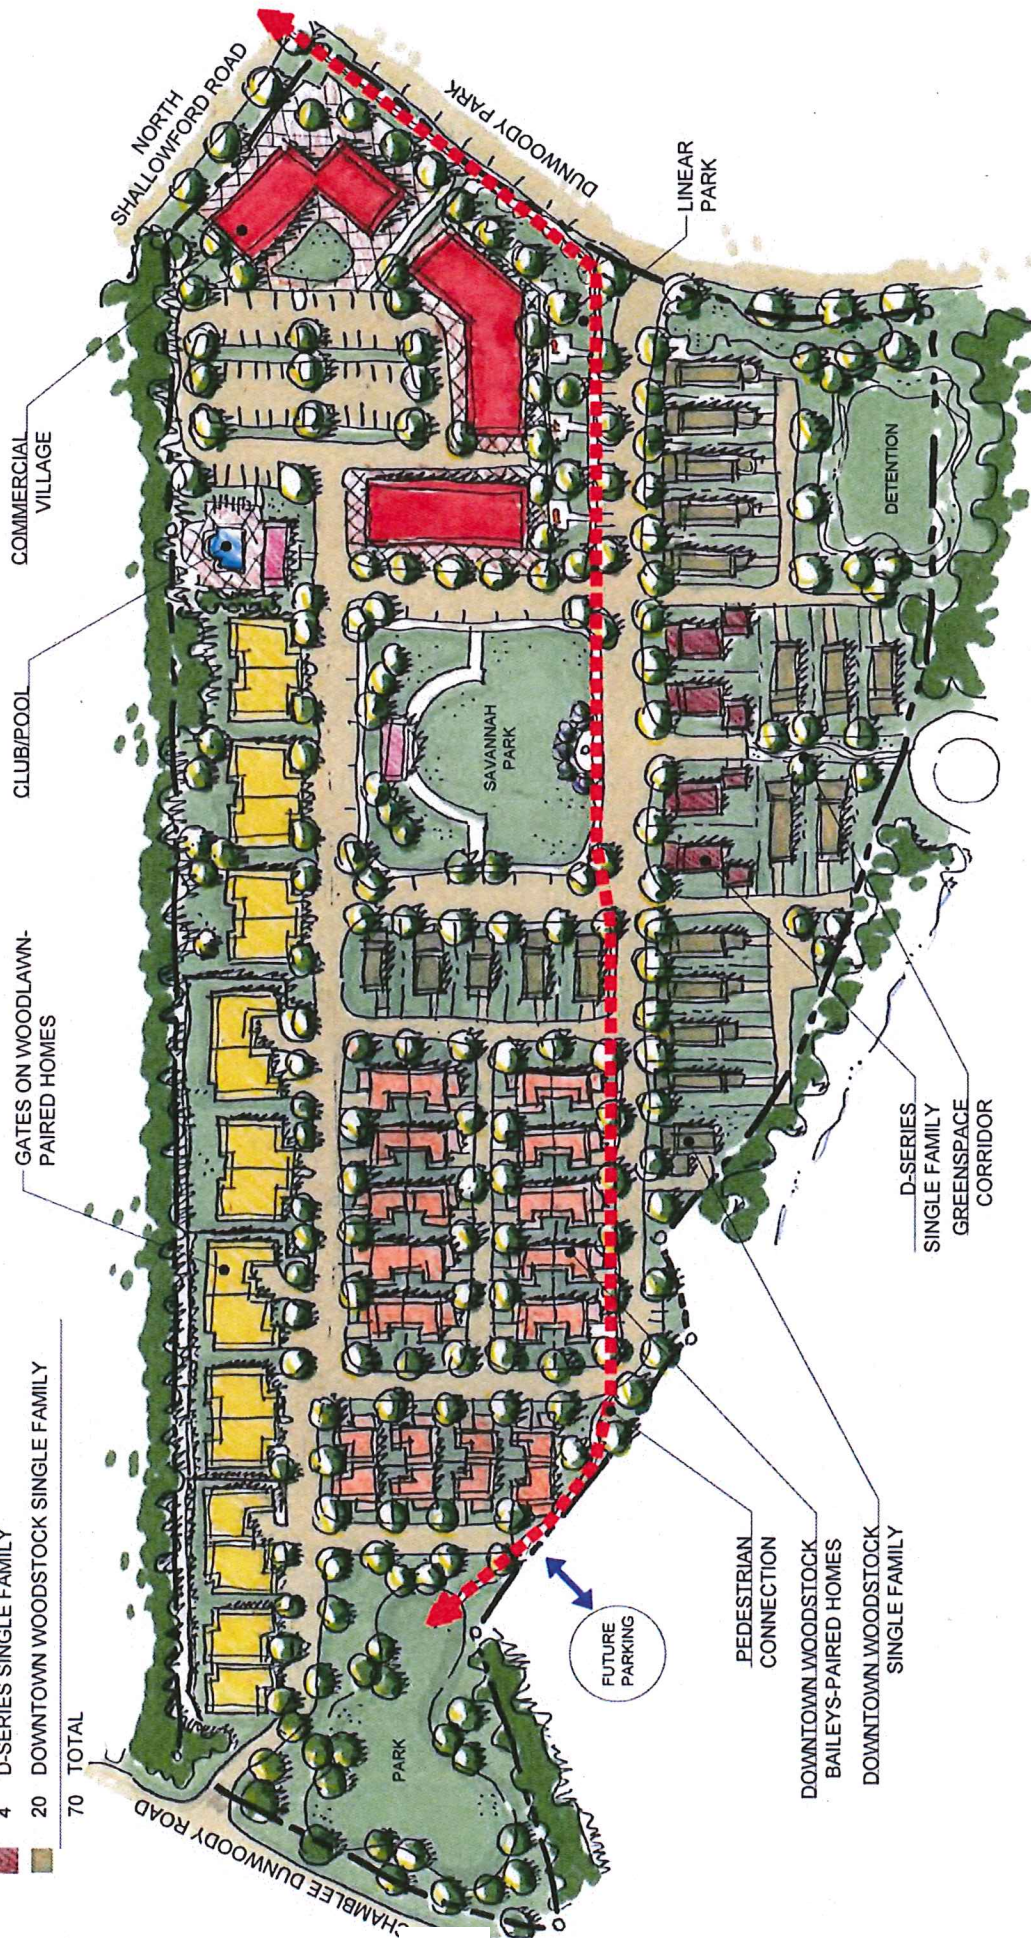 4 D-SERIES SINGLE FAMILY
20 DOWNTOWN WOODSTOCK SINGLE FAMILY
70 TOTAL
GATES ON WOODLAWN-
PAIRED HOMES
CLUB/POOL
COMMERCIAL
VILLAGE
NORTH
SHALLOWFORD ROAD
DUNWOODY PARK
LINEAR
PARK
SAVANNAH
PARK
DETENTION
PARK
HAMBLEE DUNWOODY ROAD
FUTURE
PARKING
PEDESTRIAN
CONNECTION
DOWNTOWN WOODSTOCK
BAILEYS-PAIRED HOMES
DOWNTOWN WOODSTOCK
SINGLE FAMILY
D-SERIES
SINGLE FAMILY
GREENSPACE
CORRIDOR